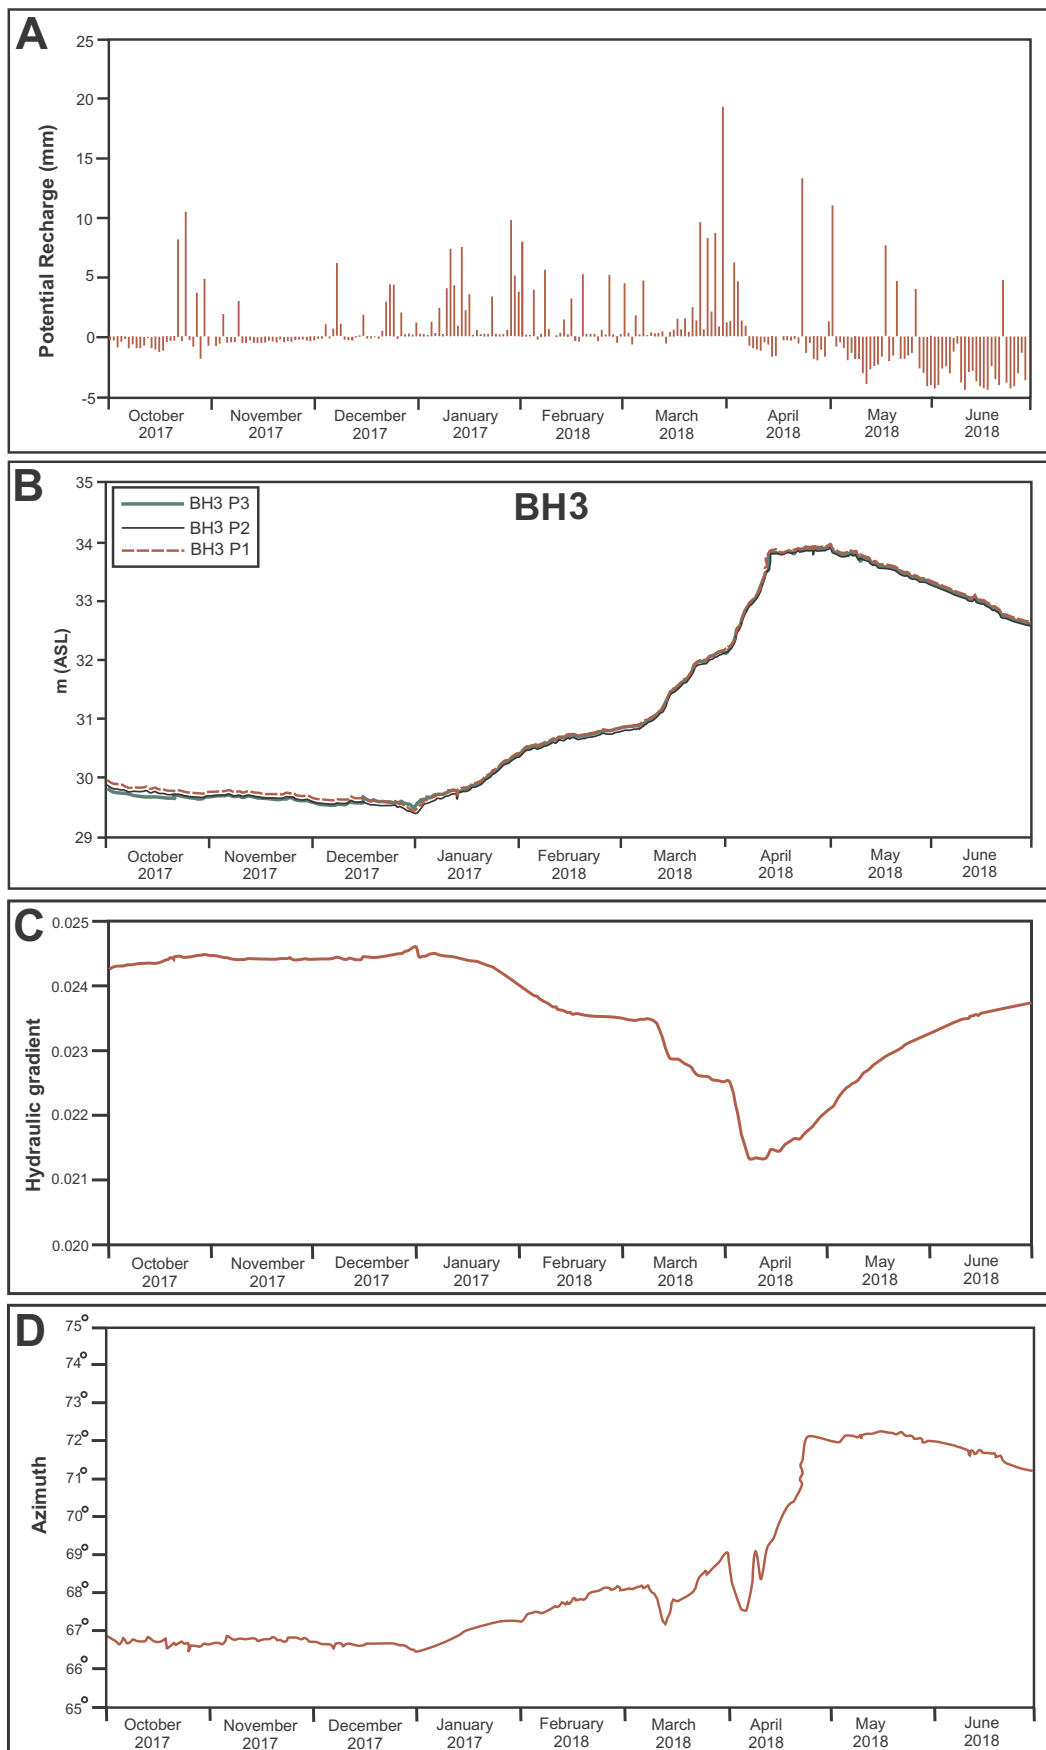 A
Potential Recharge (mm)
25
20
15
10
5
0
-5
October November December January February March April May June
2017 2017 2017 2017 2018 2018 2018 2018 2018
B
BH3
BH3 P3
BH3 P2
BH3 P1
m (ASL)
35
34
33
32
31
30
29
October November December January February March April May June
2017 2017 2017 2017 2018 2018 2018 2018 2018
C
Hydraulic gradient
0.025
0.024
0.023
0.022
0.021
0.020
October November December January February March April May June
2017 2017 2017 2017 2018 2018 2018 2018 2018
D
Azimuth
75°
74°
73°
72°
71°
70°
69°
68°
67°
66°
65°
October November December January February March April May June
2017 2017 2017 2017 2018 2018 2018 2018 2018